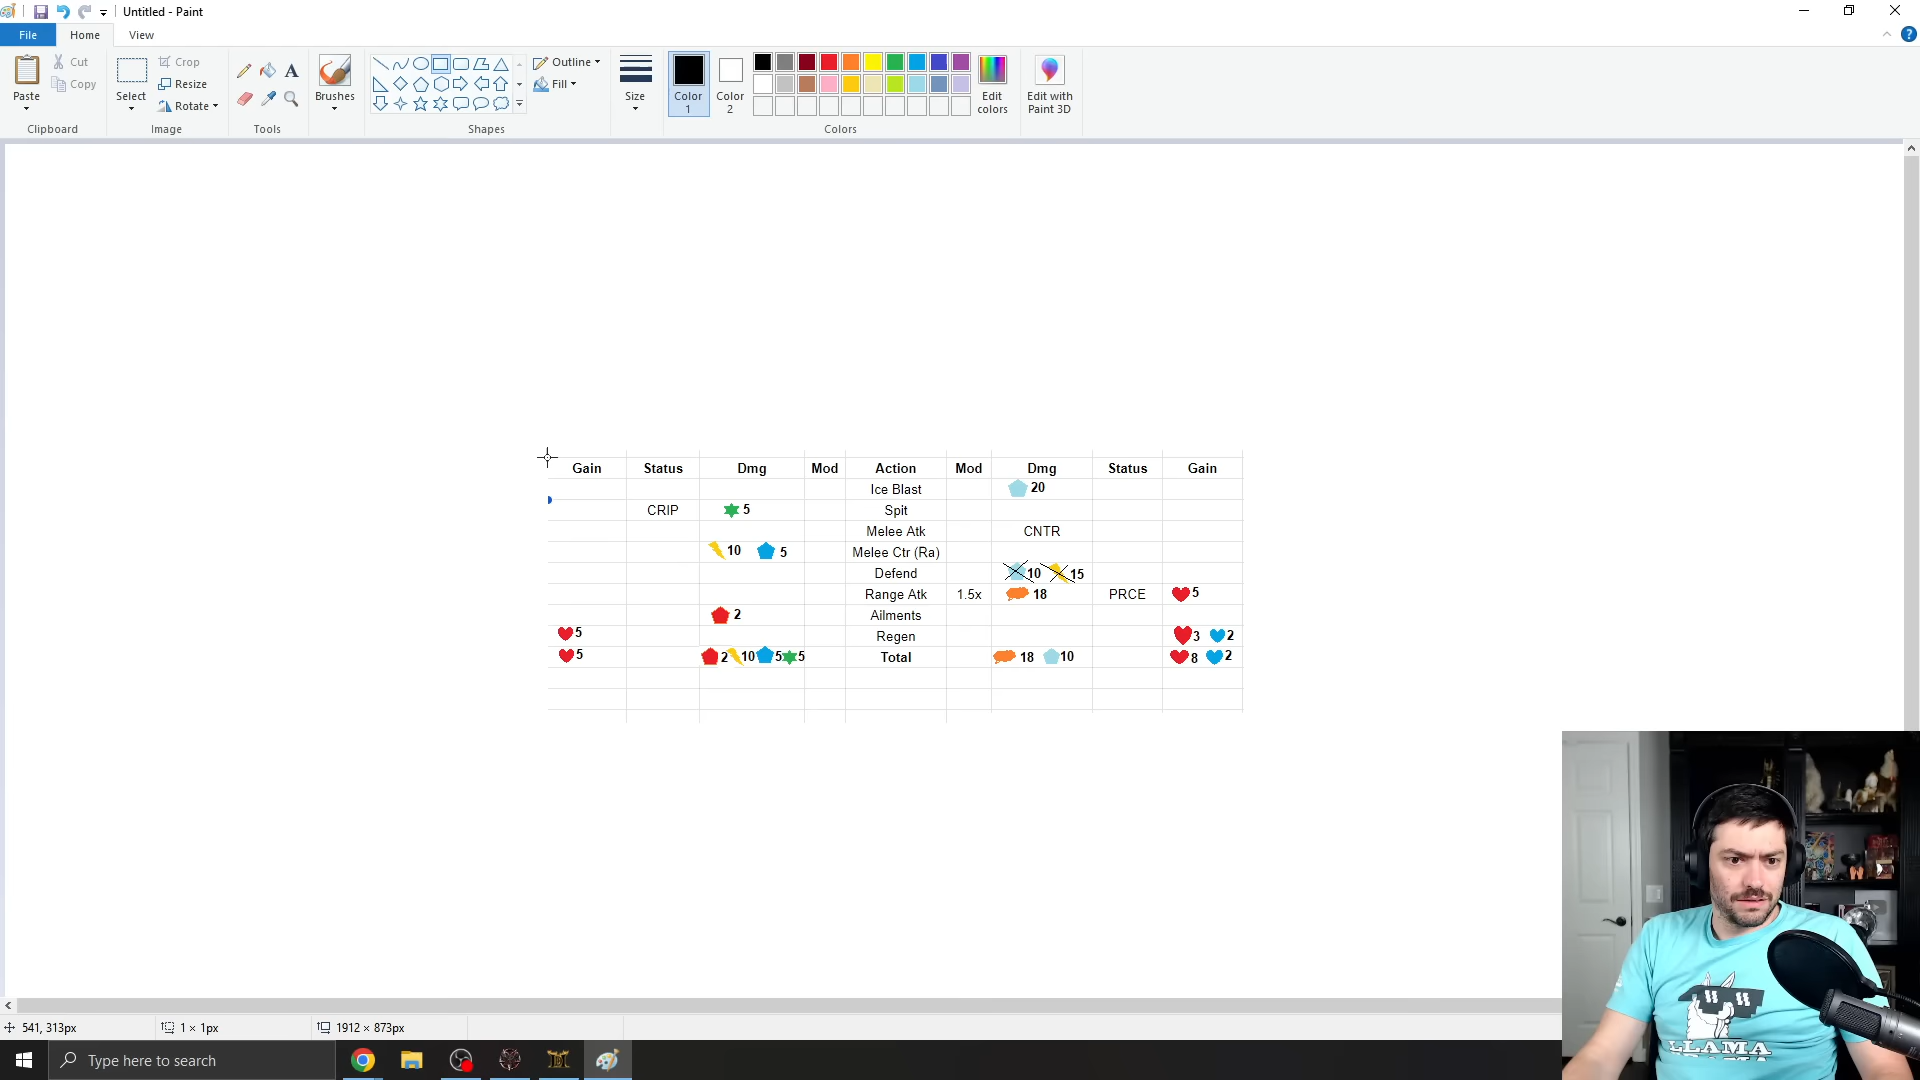 Untitled - Paint
File Home View
Paste
Cut
Copy
Clipboard
Select
Crop
Resize
Rotate
Image
Tools
Brushes
Shapes
Outline
Fill
Size
Color 1
Color 2
Edit colors
Edit with Paint 3D
Colors
Gain Status Dmg Mod Action Mod Dmg Status Gain
Ice Blast 20
CRIP 5 Spit
Melee Atk CNTR
10 5 Melee Ctr (Ra)
Defend 10 15
Range Atk 1.5x 18 PRCE 5
2 Ailments
5 Regen 3 2
5 2 10 5 5 Total 18 10 8 2
541, 313px 1 × 1px 1912 × 873px
Type here to search
LLAMA